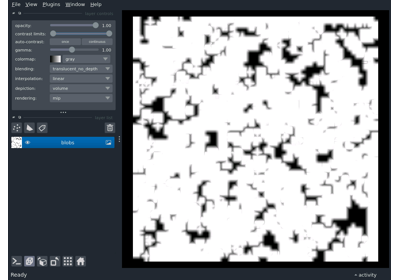 File View Plugins Window Help
opacity: 1.00
contrast limits:
auto-contrast: once continuous
gamma: 1.00
colormap: gray
blending: translucent_no_depth
interpolation: linear
depiction: volume
rendering: mip
blobs
Ready
activity